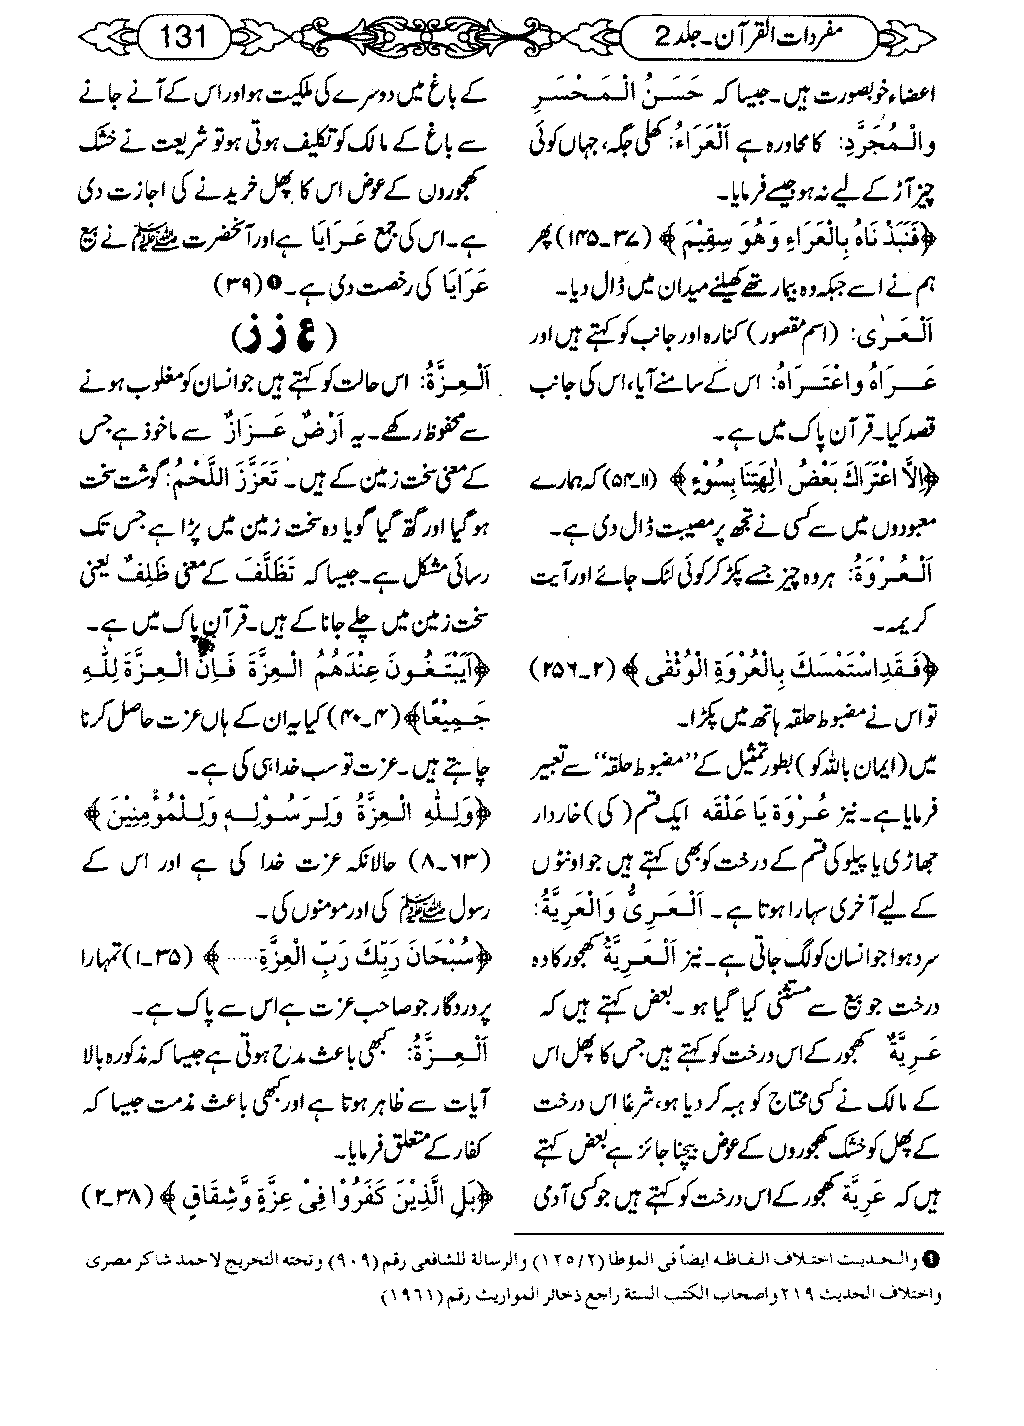 مفردات القرآن ۔ جلد 2
131
اعضاء خوبصورت ہیں۔ جیسا کہ حَسَنُ الْمَحْسَرِ
وَالْمُجَرَّدِ: کا محاورہ ہے اَلْعَرَاءُ: کھلی جگہ، جہاں کوئی
چیز آڑ کے لیے نہ ہو جیسے فرمایا۔
﴿فَنَبَذْنَاهُ بِالْعَرَاءِ وَهُوَ سَقِيْمٌ﴾ (۳۷۔۱۴۵) پھر
ہم نے اسے جبکہ وہ بیمار تھے کھلے میدان میں ڈال دیا۔
اَلْعَرٰی: (اسم مقصور) کنارہ اور جانب کو کہتے ہیں اور
عَرَاهُ وَاعْتَرَاهُ: اس کے سامنے آیا، اس کی جانب
قصد کیا۔ قرآن پاک میں ہے۔
﴿اِلَّا اعْتَرَاكَ بَعْضُ اٰلِهَتِنَا بِسُوْءٍ﴾ (۱۱۔۵۴) کہ ہمارے
معبودوں میں سے کسی نے تجھ پر مصیبت ڈال دی ہے۔
اَلْعُرْوَةُ: ہر وہ چیز جسے پکڑ کر کوئی لٹک جائے اور آیت
کریمہ۔
﴿فَقَدِ اسْتَمْسَكَ بِالْعُرْوَةِ الْوُثْقٰى﴾ (۲۔۲۵۶)
تو اس نے مضبوط حلقہ ہاتھ میں پکڑا۔
میں (ایمان باللہ کو) بطور تمثیل کے ”مضبوط حلقہ“ سے تعبیر
فرمایا ہے۔ نیز عُرْوَة یَا عَلْقَه ایک قسم (کی) خاردار
جھاڑی یا پیلو کی قسم کے درخت کو بھی کہتے ہیں جو اونٹوں
کے لیے آخری سہارا ہوتا ہے۔ اَلْعَرِیُّ وَالْعَرِيَّةُ:
سرد ہوا جو انسان کو لگ جاتی ہے۔ نیز اَلْعَرِيَّةُ کھجور کا وہ
درخت جو بیع سے مستثنیٰ کیا گیا ہو۔ بعض کہتے ہیں کہ
عَرِيَّةٌ کھجور کے اس درخت کو کہتے ہیں جس کا پھل اس
کے مالک نے کسی محتاج کو ہبہ کر دیا ہو، شرعا اس درخت
کے پھل کو خشک کھجوروں کے عوض بیچنا جائز ہے بعض کہتے
ہیں کہ عَرِيَّة کھجور کے اس درخت کو کہتے ہیں جو کسی آدمی
کے باغ میں دوسرے کی ملکیت ہو اور اس کے آنے جانے
سے باغ کے مالک کو تکلیف ہوتی ہو تو شریعت نے خشک
کھجوروں کے عوض اس کا پھل خریدنے کی اجازت دی
ہے۔ اس کی جمع عَرَایَا ہے اور آنحضرت ﷺ نے بیع
عَرَایَا کی رخصت دی ہے۔❶ (۳۹)
(ع ز ز)
اَلْعِزَّةُ: اس حالت کو کہتے ہیں جو انسان کو مغلوب ہونے
سے محفوظ رکھے۔ یہ اَرْضٌ عَزَازٌ سے ماخوذ ہے جس
کے معنی سخت زمین کے ہیں۔ تَعَزَّزَ اللَّحْمُ: گوشت سخت
ہو گیا اور گتھ گیا گویا وہ سخت زمین میں پڑا ہے جس تک
رسائی مشکل ہے۔ جیسا کہ تَظَلَّفَ کے معنی ظَلِفٌ یعنی
سخت زمین میں چلے جانا کے ہیں۔ قرآن پاک میں ہے۔
﴿اَيَبْتَغُونَ عِنْدَهُمُ الْعِزَّةَ فَاِنَّ الْعِزَّةَ لِلّٰهِ
جَمِيْعًا﴾ (۴۔۴۰) کیا یہ ان کے ہاں عزت حاصل کرنا
چاہتے ہیں۔ عزت تو سب خدا ہی کی ہے۔
﴿وَلِلّٰهِ الْعِزَّةُ وَلِرَسُوْلِهٖ وَلِلْمُؤْمِنِيْنَ﴾
(۶۳۔۸) حالانکہ عزت خدا کی ہے اور اس کے
رسول ﷺ کی اور مومنوں کی۔
﴿سُبْحَانَ رَبِّكَ رَبِّ الْعِزَّةِ.....﴾ (۳۵۔۱) تمہارا
پروردگار جو صاحب عزت ہے اس سے پاک ہے۔
اَلْعِزَّةُ: کبھی باعث مدح ہوتی ہے جیسا کہ مذکورہ بالا
آیات سے ظاہر ہوتا ہے اور کبھی باعث مذمت جیسا کہ
کفار کے متعلق فرمایا۔
﴿بَلِ الَّذِيْنَ كَفَرُوْا فِيْ عِزَّةٍ وَّشِقَاقٍ﴾ (۳۸۔۲)
❶ والحديث اختلاف الفاظه ايضاً فى المؤطا (۱۲۵/۲) والرسالة للشافعى رقم (۹۰۹) وتحته التخريج لاحمد شاكر مصرى
واختلاف الحديث ۲۱۹ واصحاب الكتب الستة راجع ذخائر المواريث رقم (۱۹۶۱)